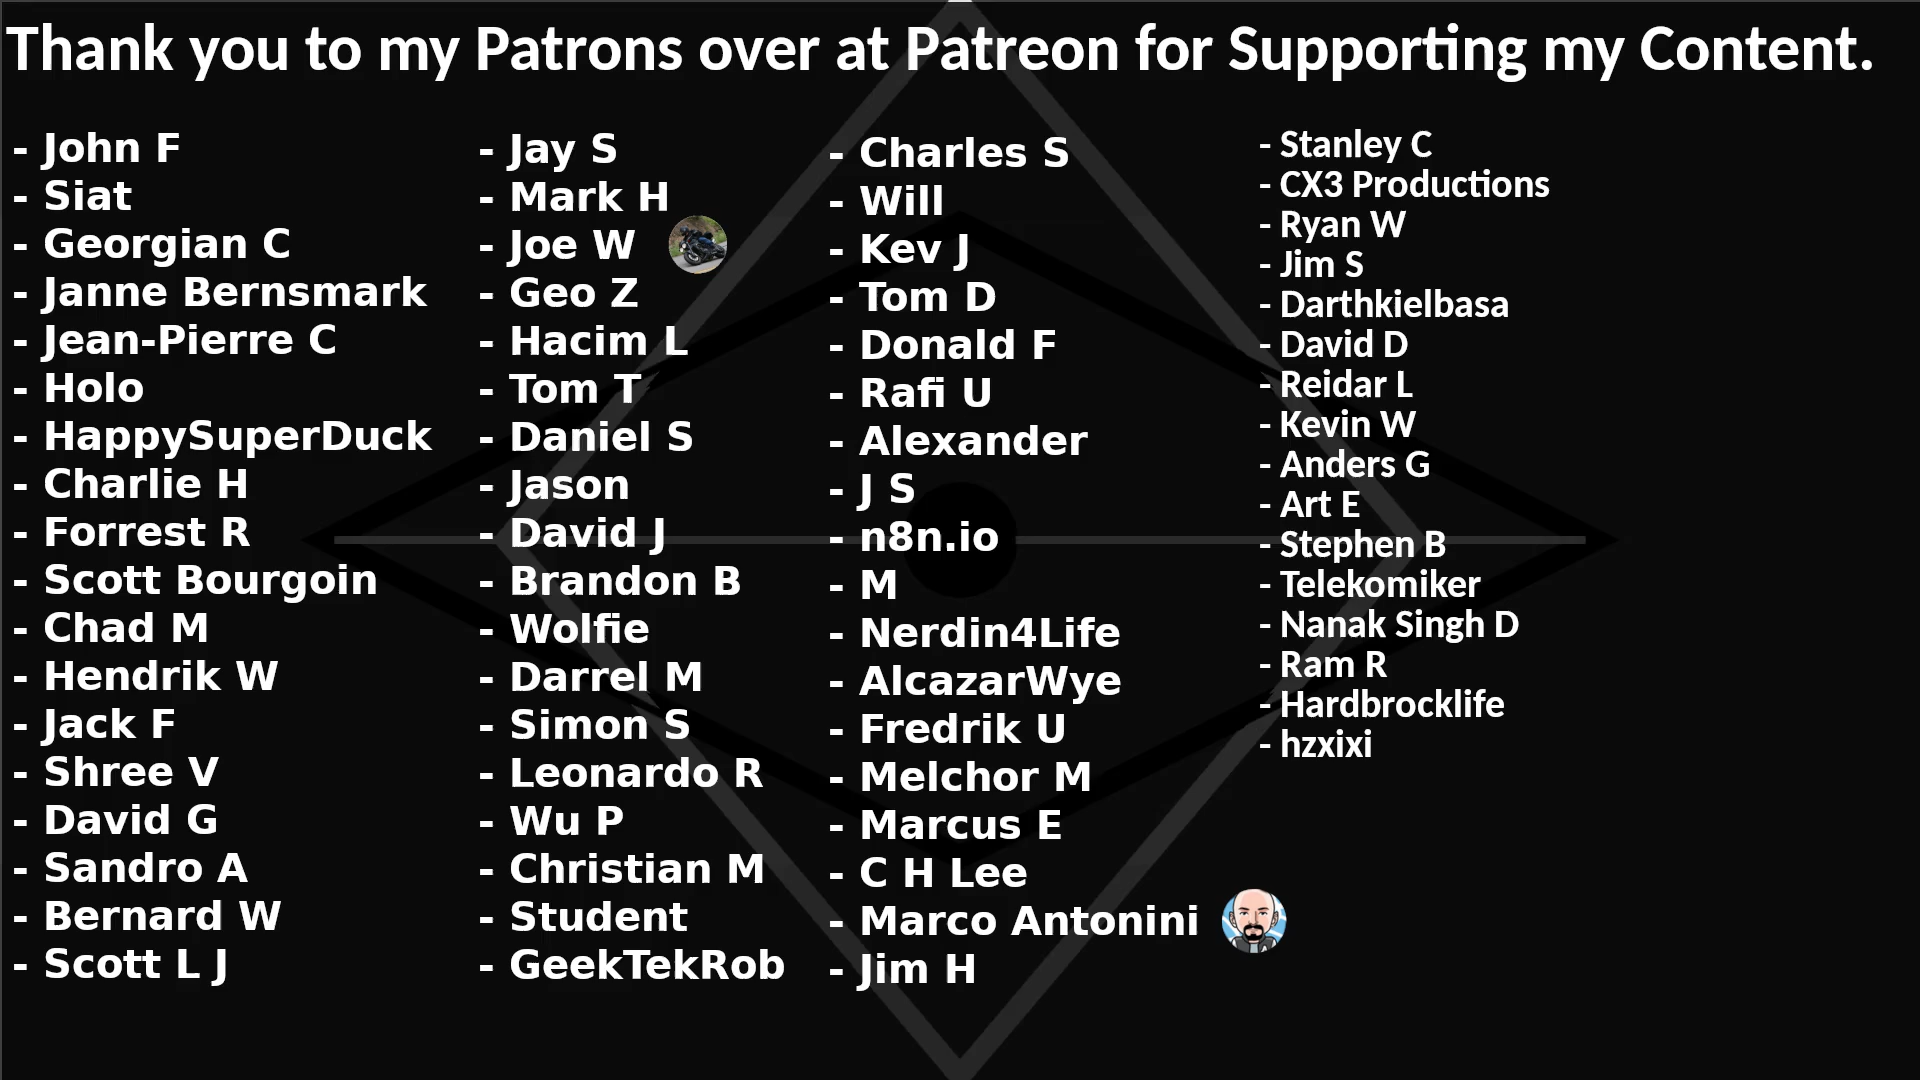 Thank you to my Patrons over at Patreon for Supporting my Content.
- John F
- Siat
- Georgian C
- Janne Bernsmark
- Jean-Pierre C
- Holo
- HappySuperDuck
- Charlie H
- Forrest R
- Scott Bourgoin
- Chad M
- Hendrik W
- Jack F
- Shree V
- David G
- Sandro A
- Bernard W
- Scott L J
- Jay S
- Mark H
- Joe W
- Geo Z
- Hacim L
- Tom T
- Daniel S
- Jason
- David J
- Brandon B
- Wolfie
- Darrel M
- Simon S
- Leonardo R
- Wu P
- Christian M
- Student
- GeekTekRob
- Charles S
- Will
- Kev J
- Tom D
- Donald F
- Rafi U
- Alexander
- J S
- n8n.io
- M
- Nerdin4Life
- AlcazarWye
- Fredrik U
- Melchor M
- Marcus E
- C H Lee
- Marco Antonini
- Jim H
- Stanley C
- CX3 Productions
- Ryan W
- Jim S
- Darthkielbasa
- David D
- Reidar L
- Kevin W
- Anders G
- Art E
- Stephen B
- Telekomiker
- Nanak Singh D
- Ram R
- Hardbrocklife
- hzxixi